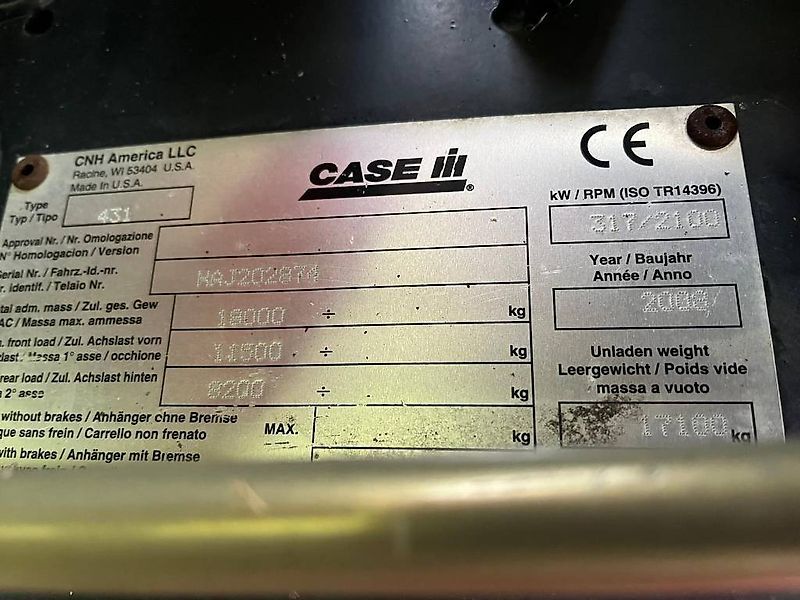 CNH America LLC
Racine, WI 53404 U.S.A.
Made In U.S.A.
CASE IH®
CE
Type
Typ / Tipo
431
kW / RPM (ISO TR14396)
317/2100
Approval Nr. / Nr. Omologazione
N° Homologacion / Version
Serial Nr. / Fahrz.-Id.-nr.
r. identif. / Telaio Nr.
HAJ202874
Year / Baujahr
Année / Anno
tal adm. mass / Zul. ges. Gew
AC / Massa max. ammessa
18000 ÷ kg
. front load / Zul. Achslast vorn
zlast. Massa 1° asse / occhione
11500 ÷ kg
rear load / Zul. Achslast hinten
a 2° asse
8200 ÷ kg
Unladen weight
Leergewicht / Poids vide
massa a vuoto
17100 kg
without brakes / Anhänger ohne Bremse
que sans frein / Carrello non frenato
MAX. kg
with brakes / Anhänger mit Bremse